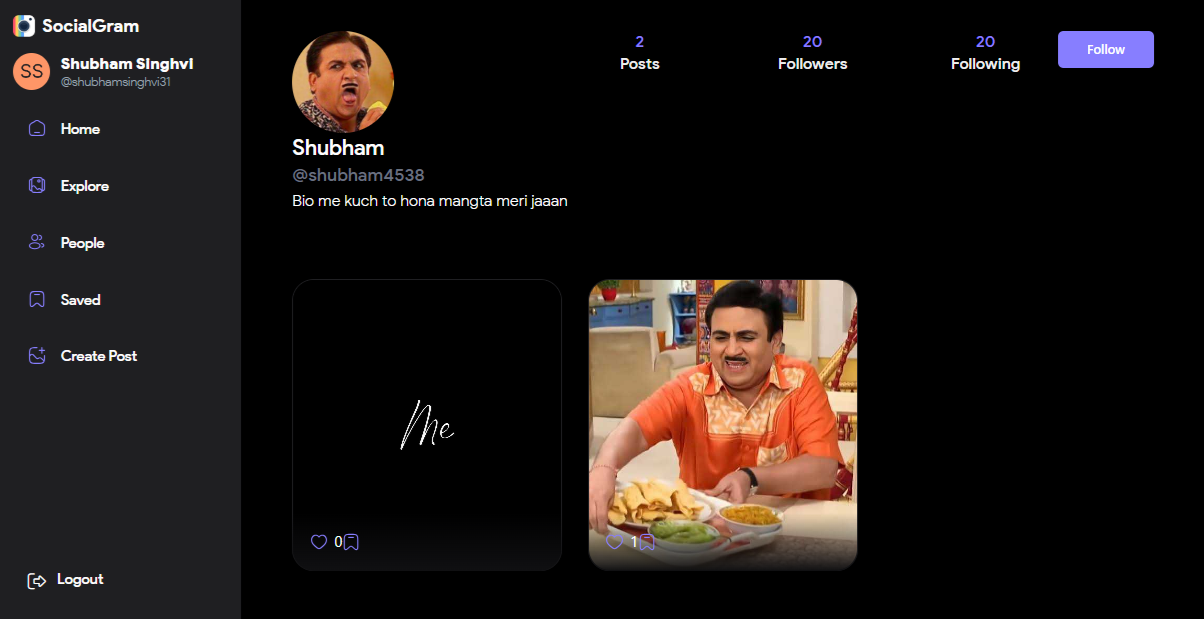 SocialGram
Shubham Singhvi
@shubhamsinghvi31
Home
Explore
People
Saved
Create Post
Logout
2
Posts
20
Followers
20
Following
Follow
Shubham
@shubham4538
Bio me kuch to hona mangta meri jaaan
Me
0
1
SS